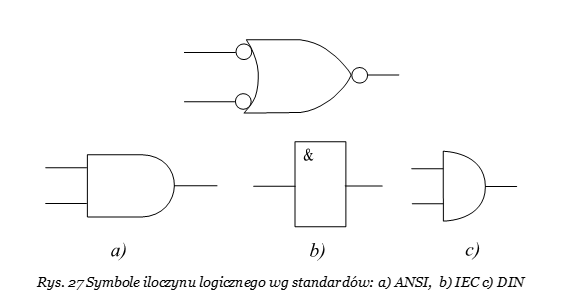 &
a) b) c)
Rys. 27 Symbole iloczynu logicznego wg standardów: a) ANSI, b) IEC c) DIN